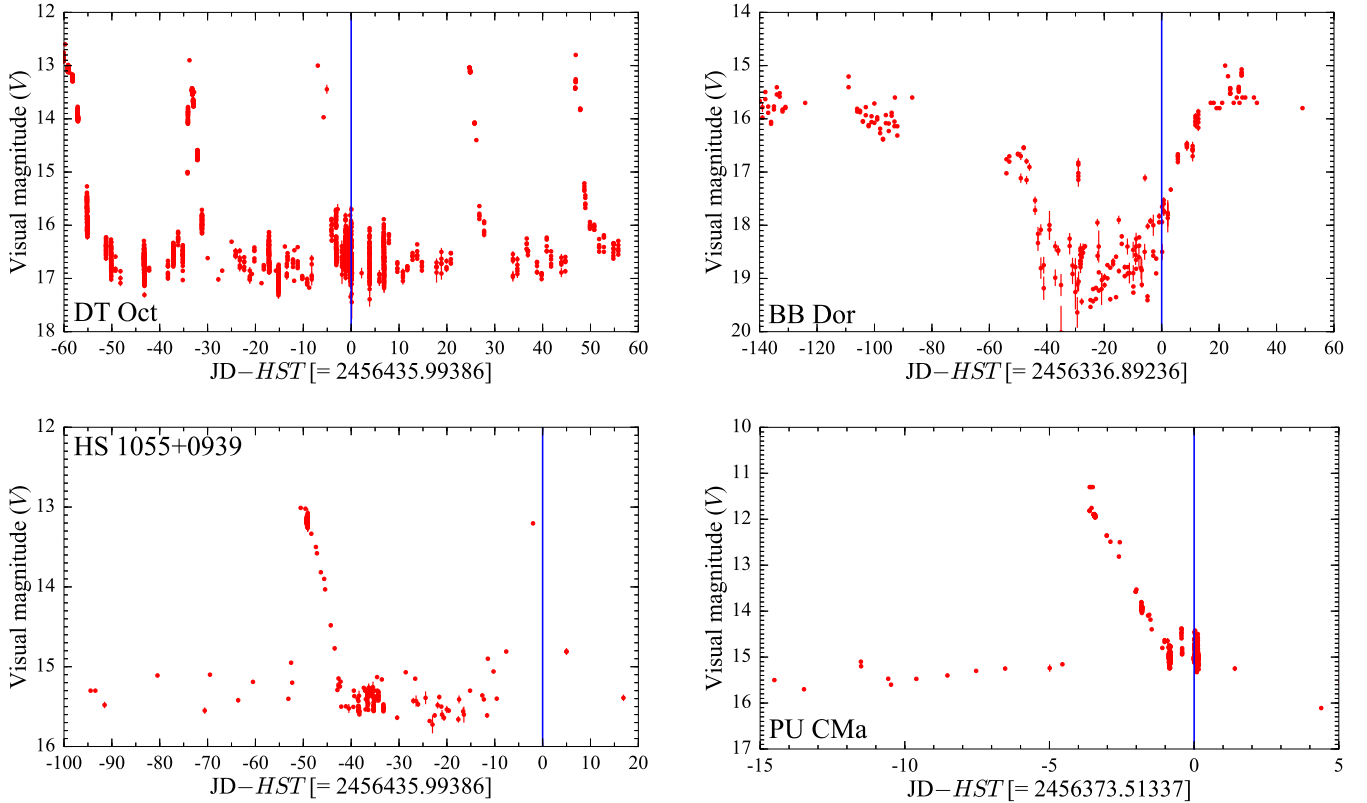 12
13
14
15
16
17
18
Visual magnitude (V)
DT Oct
-60 -50 -40 -30 -20 -10 0 10 20 30 40 50 60
JD−HST [= 2456435.99386]
14
15
16
17
18
19
20
Visual magnitude (V)
BB Dor
-140 -120 -100 -80 -60 -40 -20 0 20 40 60
JD−HST [= 2456336.89236]
12
13
14
15
16
Visual magnitude (V)
HS 1055+0939
-100 -90 -80 -70 -60 -50 -40 -30 -20 -10 0 10 20
JD−HST [= 2456435.99386]
10
11
12
13
14
15
16
17
Visual magnitude (V)
PU CMa
-15 -10 -5 0 5
JD−HST [= 2456373.51337]